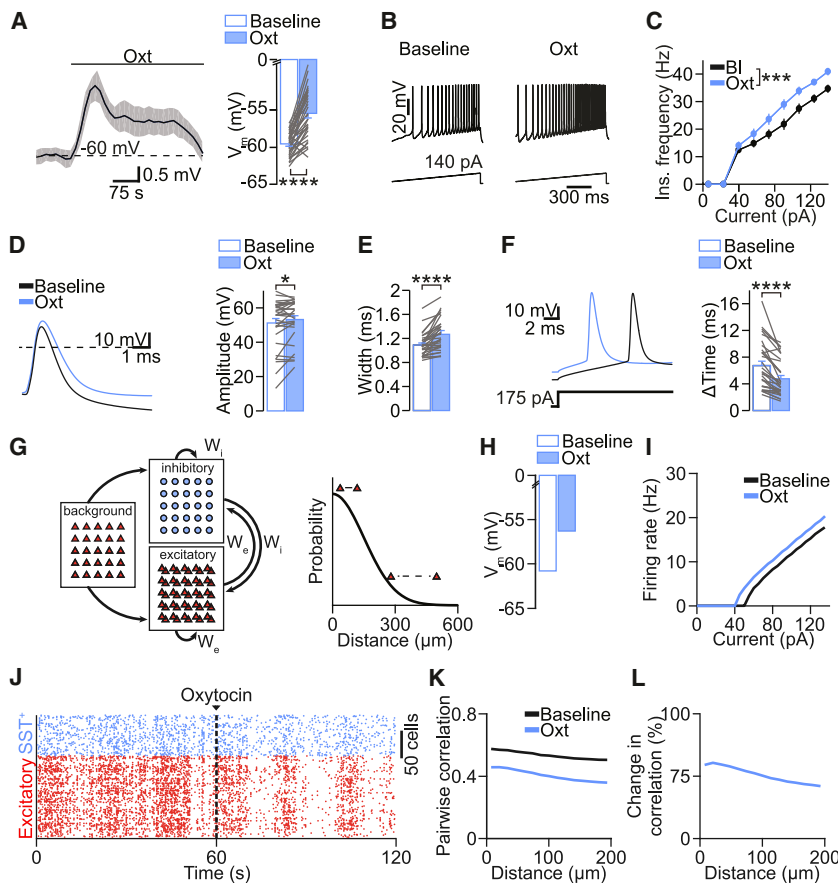 A
Oxt
-60 mV
0.5 mV
75 s
Baseline
Oxt
0
-55
-60
-65
Vm (mV)
****
B
Baseline
Oxt
20 mV
140 pA
300 ms
C
BI
Oxt
***
Ins. frequency (Hz)
40
30
20
10
0
0 40 80 120
Current (pA)
D
Baseline
Oxt
10 mV
1 ms
Baseline
Oxt
*
Amplitude (mV)
60
40
20
0
E
Baseline
Oxt
****
Width (ms)
2
1.6
1.2
0.8
0.4
0
F
10 mV
2 ms
175 pA
Baseline
Oxt
****
ΔTime (ms)
16
12
8
4
0
G
Wi
inhibitory
background
excitatory
We
Wi
We
Probability
0 300 600
Distance (µm)
H
Baseline
Oxt
0
-55
-60
-65
Vm (mV)
I
Baseline
Oxt
Firing rate (Hz)
30
20
10
0
0 40 80 120
Current (pA)
J
Oxytocin
SST+
Excitatory
50 cells
0 60 120
Time (s)
K
Baseline
Oxt
Pairwise correlation
0.8
0.4
0
0 100 200
Distance (µm)
L
Change in
correlation (%)
100
75
0
0 100 200
Distance (µm)